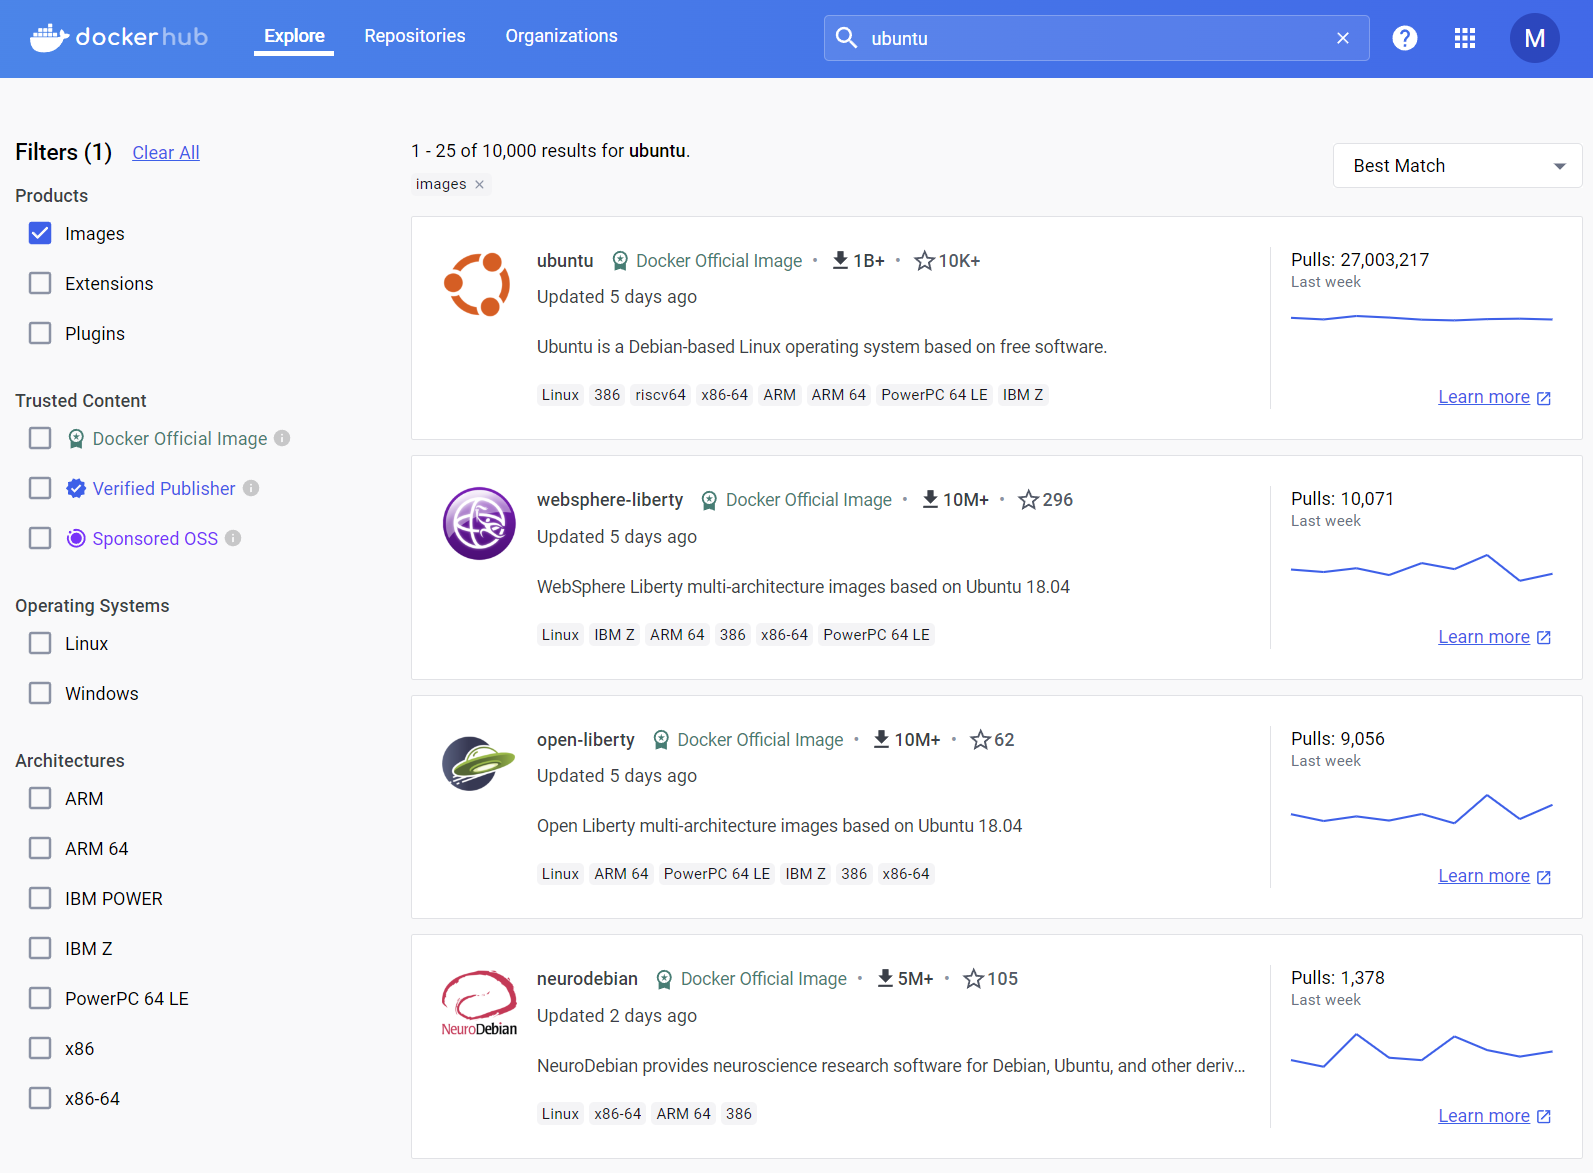 docker hub
Explore Repositories Organizations
ubuntu
M
Filters (1) Clear All
Products
Images
Extensions
Plugins
Trusted Content
Docker Official Image
Verified Publisher
Sponsored OSS
Operating Systems
Linux
Windows
Architectures
ARM
ARM 64
IBM POWER
IBM Z
PowerPC 64 LE
x86
x86-64
1 - 25 of 10,000 results for ubuntu.
images
Best Match
ubuntu Docker Official Image • 1B+ • 10K+
Updated 5 days ago
Ubuntu is a Debian-based Linux operating system based on free software.
Linux 386 riscv64 x86-64 ARM ARM 64 PowerPC 64 LE IBM Z
Pulls: 27,003,217
Last week
Learn more
websphere-liberty Docker Official Image • 10M+ • 296
Updated 5 days ago
WebSphere Liberty multi-architecture images based on Ubuntu 18.04
Linux IBM Z ARM 64 386 x86-64 PowerPC 64 LE
Pulls: 10,071
Last week
Learn more
open-liberty Docker Official Image • 10M+ • 62
Updated 5 days ago
Open Liberty multi-architecture images based on Ubuntu 18.04
Linux ARM 64 PowerPC 64 LE IBM Z 386 x86-64
Pulls: 9,056
Last week
Learn more
NeuroDebian
neurodebian Docker Official Image • 5M+ • 105
Updated 2 days ago
NeuroDebian provides neuroscience research software for Debian, Ubuntu, and other deriv...
Linux x86-64 ARM 64 386
Pulls: 1,378
Last week
Learn more